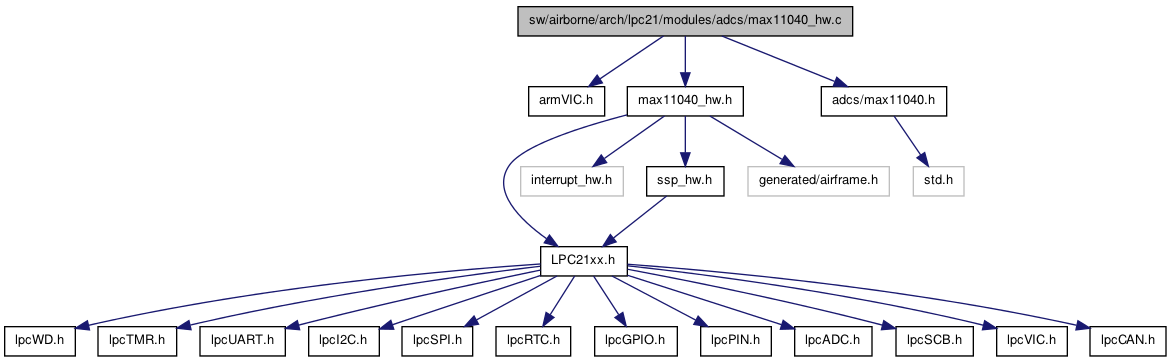 sw/airborne/arch/lpc21/modules/adcs/max11040_hw.c
armVIC.h
max11040_hw.h
adcs/max11040.h
interrupt_hw.h
ssp_hw.h
generated/airframe.h
std.h
LPC21xx.h
lpcWD.h
lpcTMR.h
lpcUART.h
lpcI2C.h
lpcSPI.h
lpcRTC.h
lpcGPIO.h
lpcPIN.h
lpcADC.h
lpcSCB.h
lpcVIC.h
lpcCAN.h